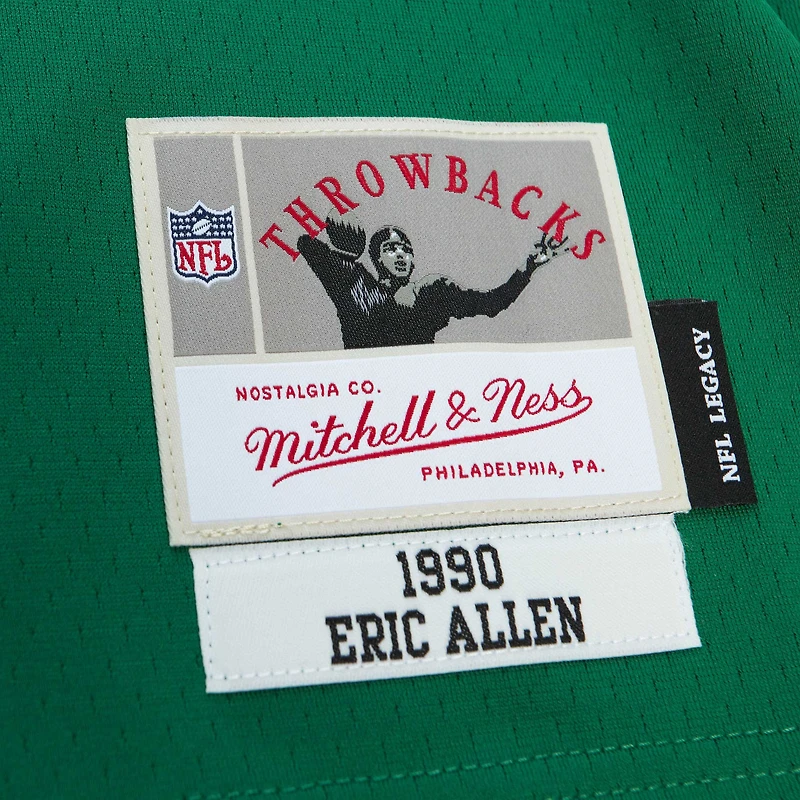 THROWBACKS
NFL
NOSTALGIA CO.
Mitchell & Ness
PHILADELPHIA, PA.
NFL LEGACY
1990
ERIC ALLEN